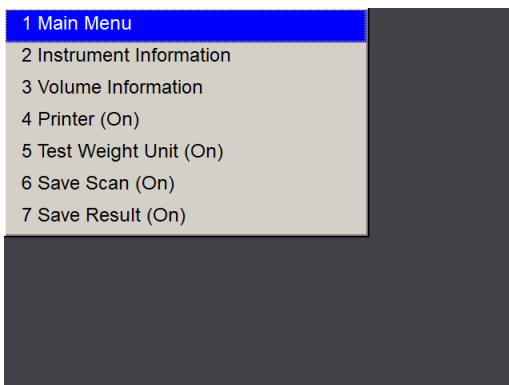 1 Main Menu
2 Instrument Information
3 Volume Information
4 Printer (On)
5 Test Weight Unit (On)
6 Save Scan (On)
7 Save Result (On)